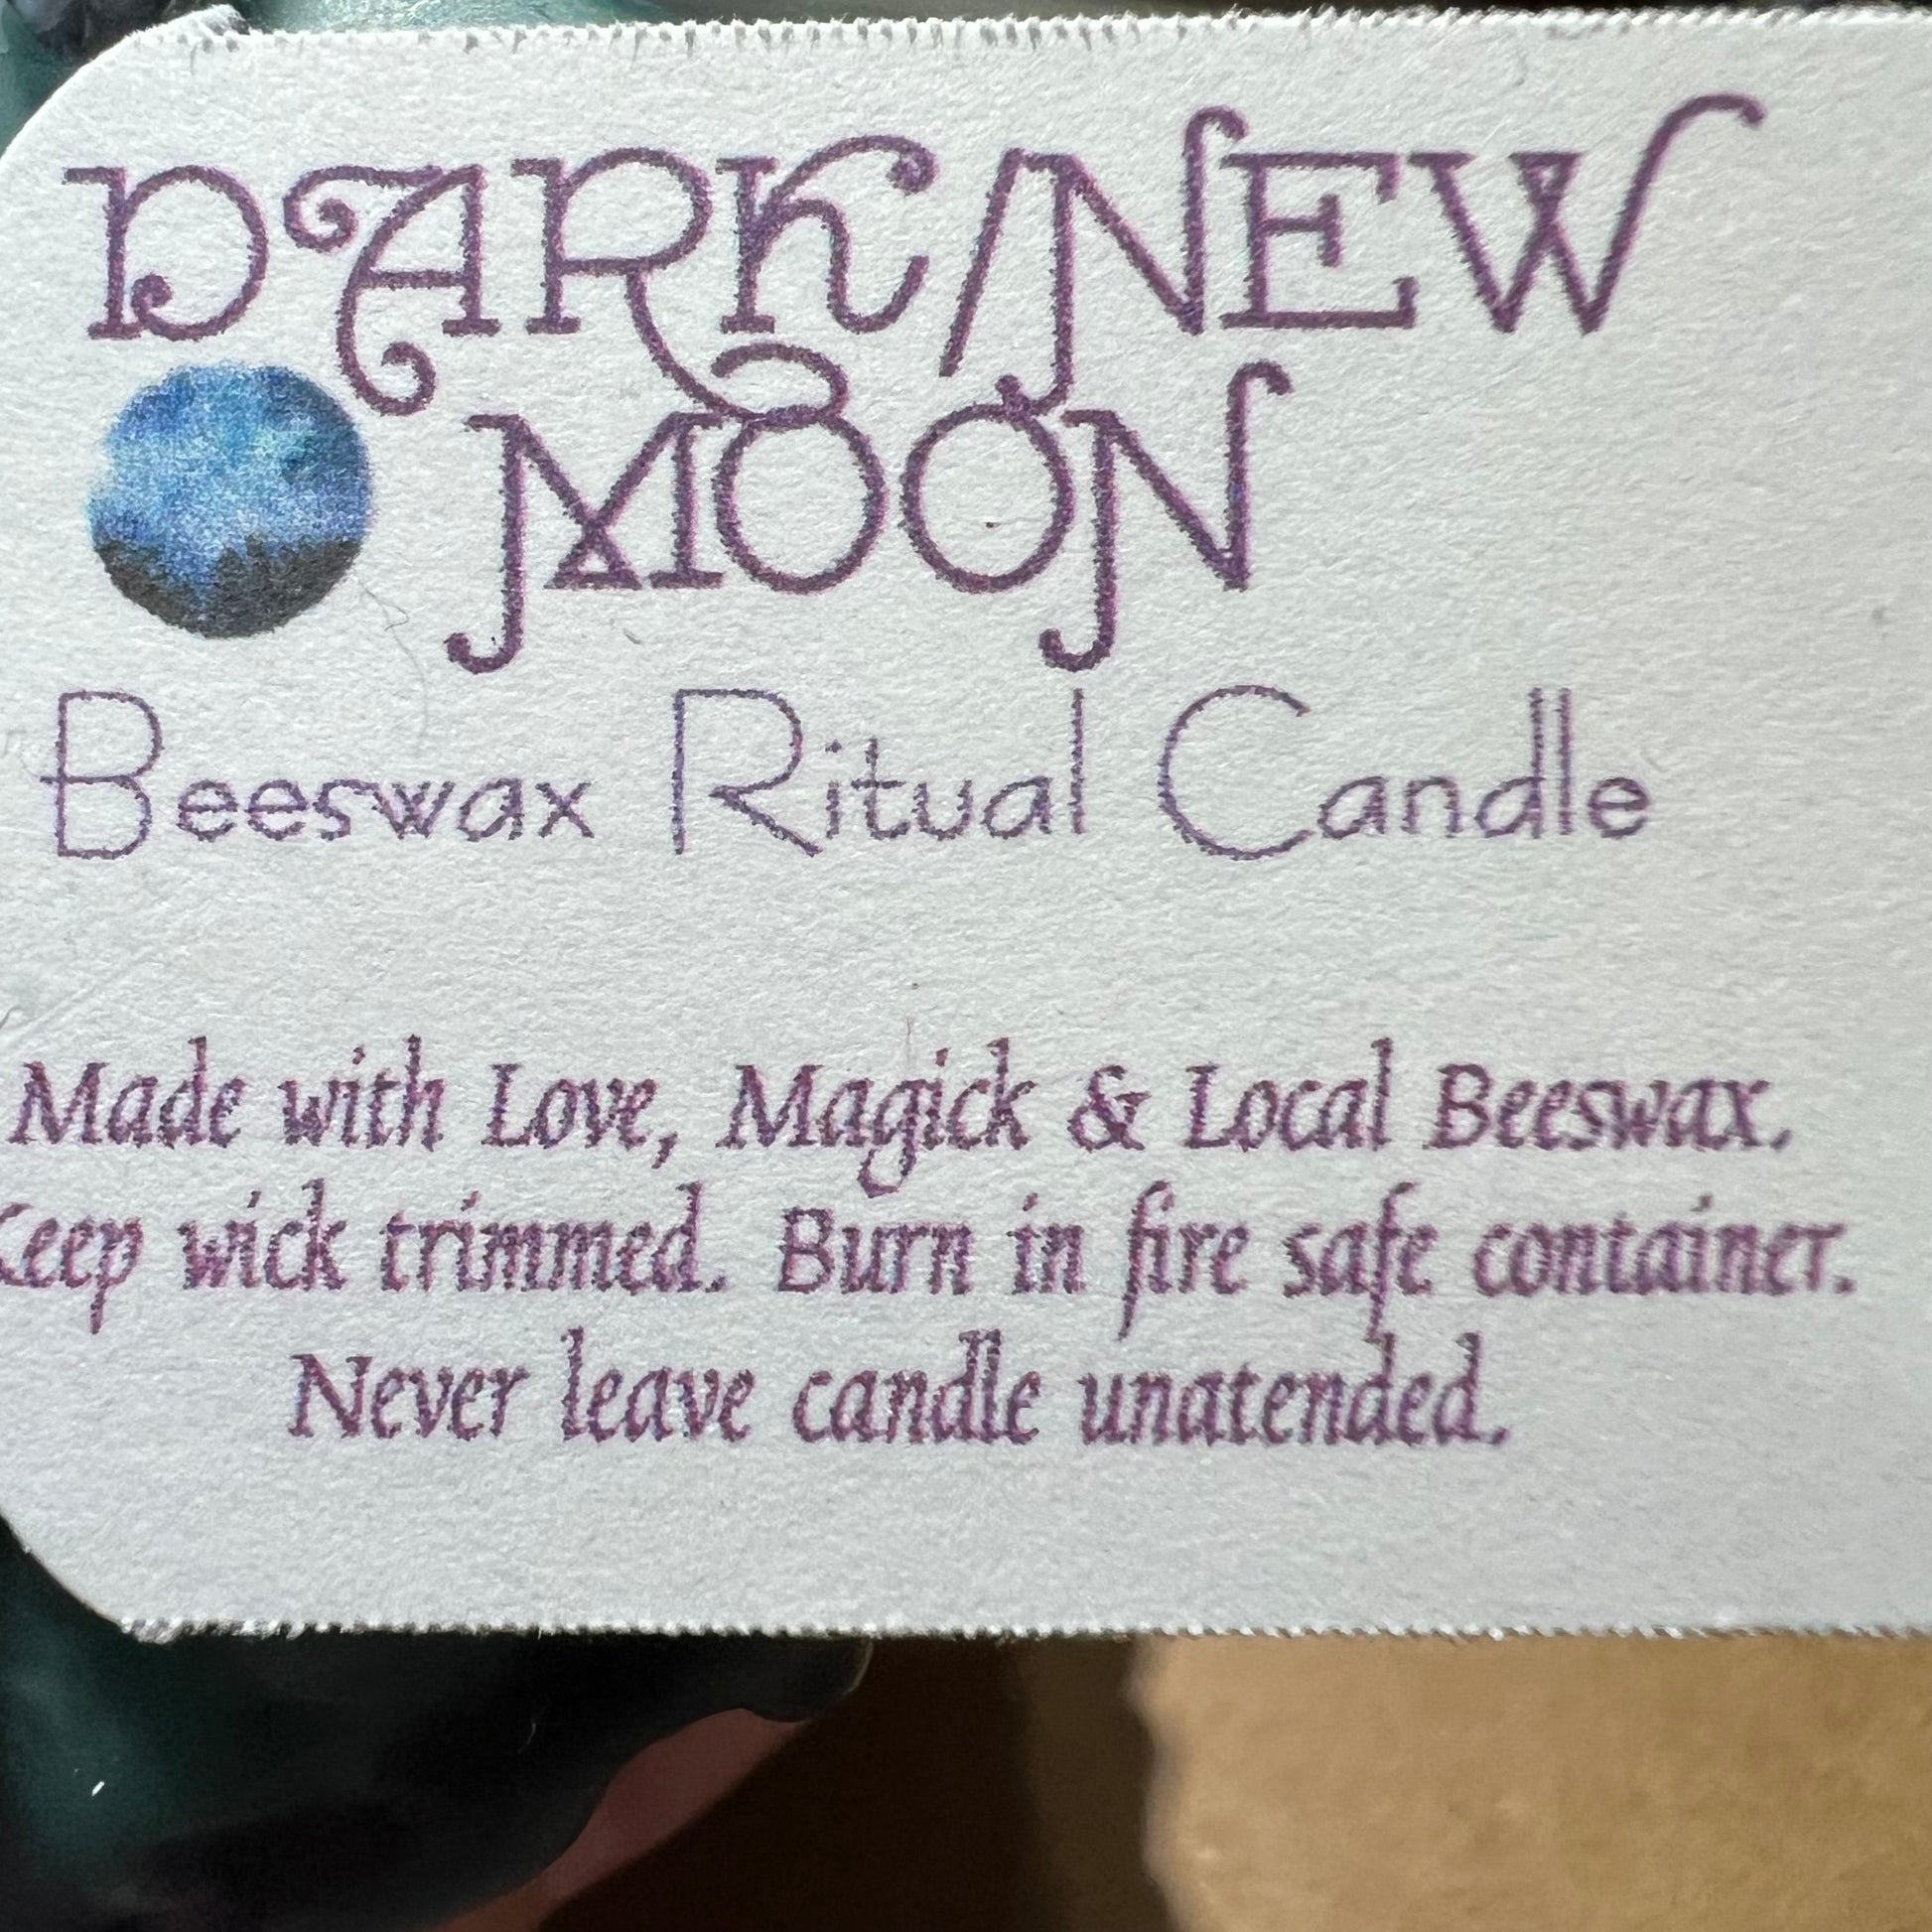 DARK/NEW
MOON
Beeswax Ritual Candle
Made with Love, Magick & Local Beeswax.
Keep wick trimmed. Burn in fire safe container.
Never leave candle unatended.